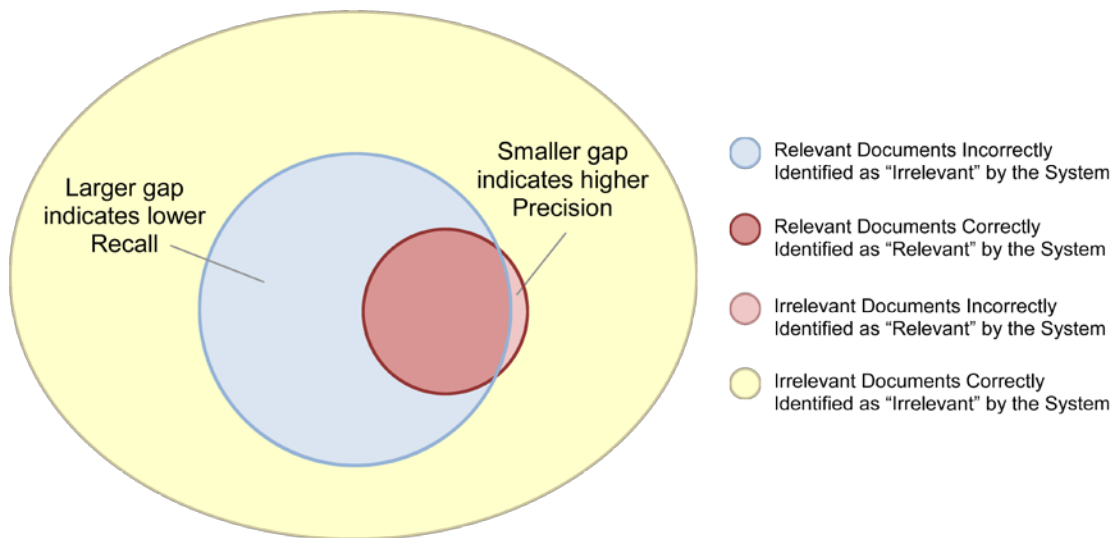 Larger gap
indicates lower
Recall
Smaller gap
indicates higher
Precision
Relevant Documents Incorrectly
Identified as “Irrelevant” by the System
Relevant Documents Correctly
Identified as “Relevant” by the System
Irrelevant Documents Incorrectly
Identified as “Relevant” by the System
Irrelevant Documents Correctly
Identified as “Irrelevant” by the System